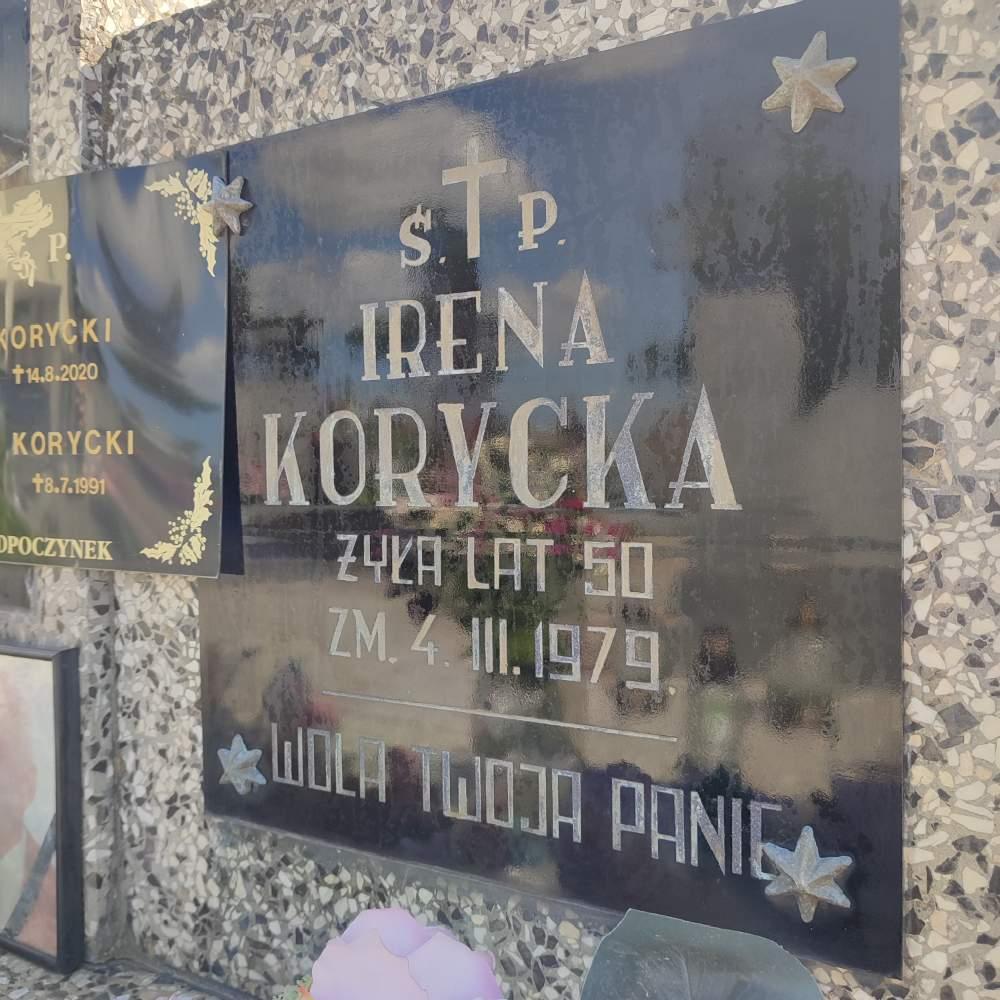 P.
KORYCKI
✝14.8.2020
KORYCKI
✝8.7.1991
Ś. P.
IRENA
KORYCKA
ŻYŁA LAT 50
ZM. 4. III. 1979.
WOLA TWOJA PANIE